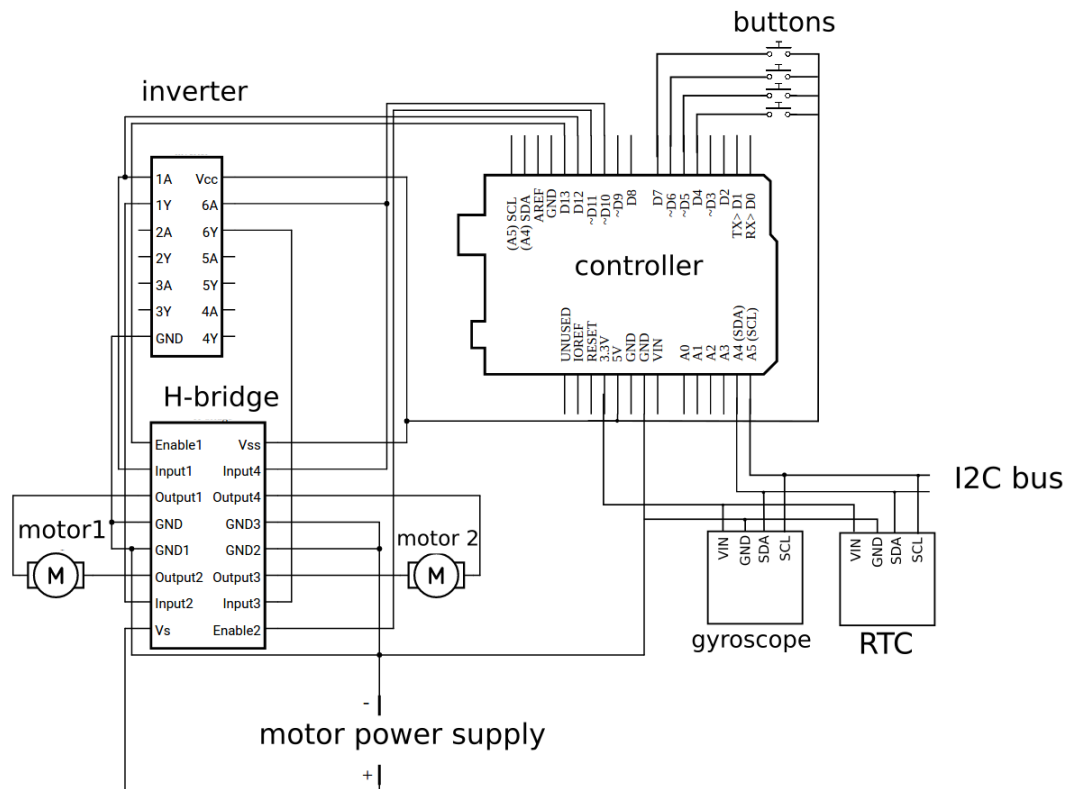 buttons
inverter
1A
1Y
2A
2Y
3A
3Y
GND
Vcc
6A
6Y
5A
5Y
4A
4Y
(A5) SCL
(A4) SDA
AREF
GND
D13
D12
~D11
~D10
~D9
D8
D7
~D6
~D5
D4
~D3
D2
TX> D1
RX> D0
controller
UNUSED
IOREF
RESET
3.3V
5V
GND
GND
VIN
A0
A1
A2
A3
A4 (SDA)
A5 (SCL)
H-bridge
Enable1
Input1
Output1
GND
GND1
Output2
Input2
Vs
Vss
Input4
Output4
GND3
GND2
Output3
Input3
Enable2
motor1
M
motor 2
M
I2C bus
VIN
GND
SDA
SCL
gyroscope
VIN
GND
SDA
SCL
RTC
-
motor power supply
+